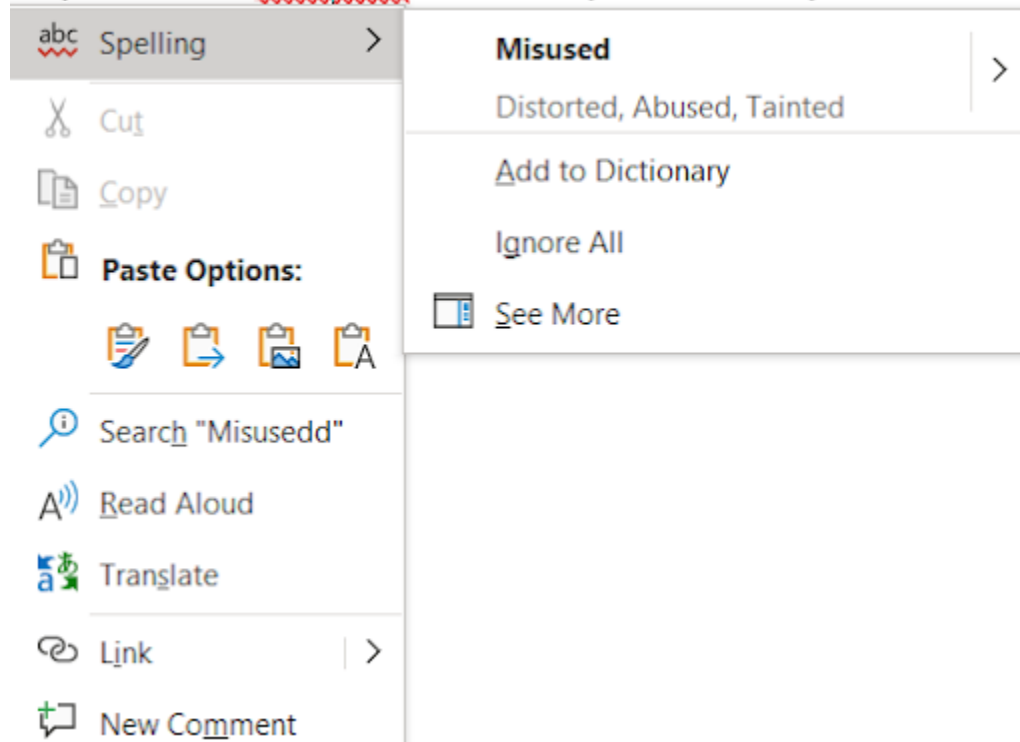 abc Spelling
Cut
Copy
Paste Options:
Search "Misusedd"
Read Aloud
Translate
Link
New Comment
Misused
Distorted, Abused, Tainted
Add to Dictionary
Ignore All
See More